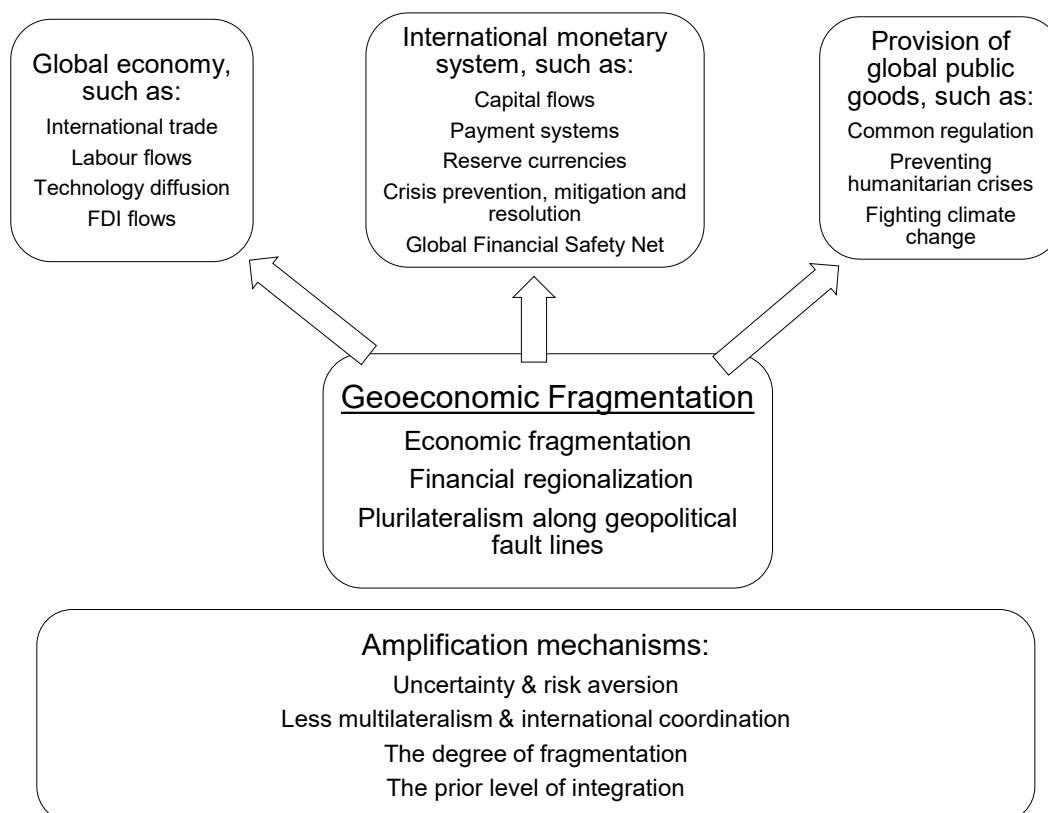 Global economy,
such as:
International trade
Labour flows
Technology diffusion
FDI flows
International monetary
system, such as:
Capital flows
Payment systems
Reserve currencies
Crisis prevention, mitigation and
resolution
Global Financial Safety Net
Provision of
global public
goods, such as:
Common regulation
Preventing
humanitarian crises
Fighting climate
change
Geoeconomic Fragmentation
Economic fragmentation
Financial regionalization
Plurilateralism along geopolitical
fault lines
Amplification mechanisms:
Uncertainty & risk aversion
Less multilateralism & international coordination
The degree of fragmentation
The prior level of integration